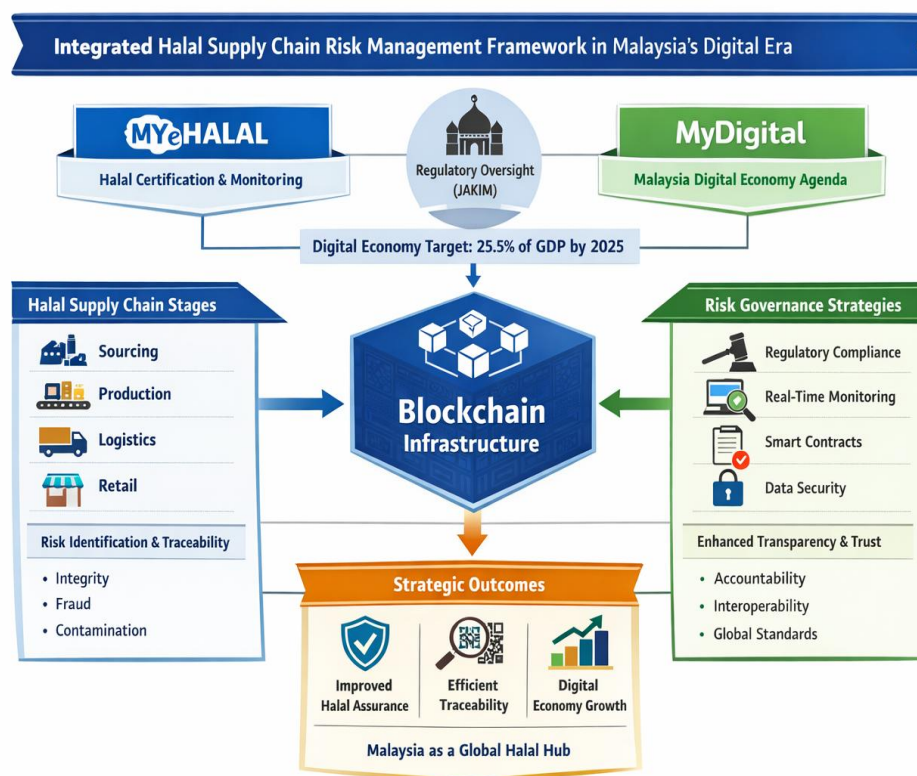 Integrated Halal Supply Chain Risk Management Framework in Malaysia's Digital Era
MYeHALAL
Halal Certification & Monitoring
Regulatory Oversight
(JAKIM)
MyDigital
Malaysia Digital Economy Agenda
Digital Economy Target: 25.5% of GDP by 2025
Halal Supply Chain Stages
Sourcing
Production
Logistics
Retail
Risk Identification & Traceability
• Integrity
• Fraud
• Contamination
Blockchain
Infrastructure
Risk Governance Strategies
Regulatory Compliance
Real-Time Monitoring
Smart Contracts
Data Security
Enhanced Transparency & Trust
• Accountability
• Interoperability
• Global Standards
Strategic Outcomes
Improved
Halal Assurance
Efficient
Traceability
Digital
Economy Growth
Malaysia as a Global Halal Hub